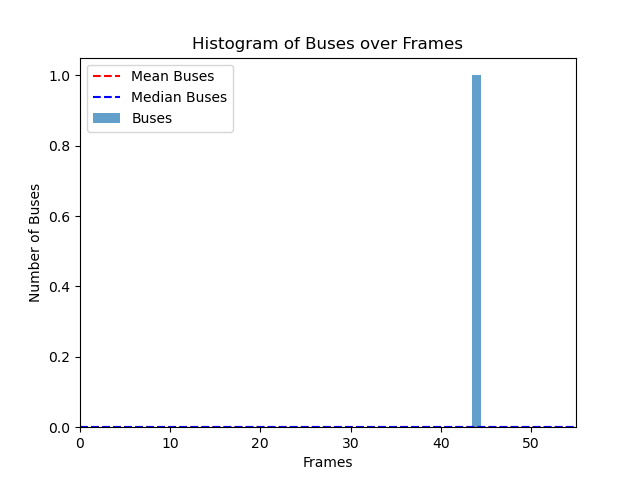 Histogram of Buses over Frames
Mean Buses
Median Buses
Buses
Number of Buses
1.0
0.8
0.6
0.4
0.2
0.0
0 10 20 30 40 50
Frames